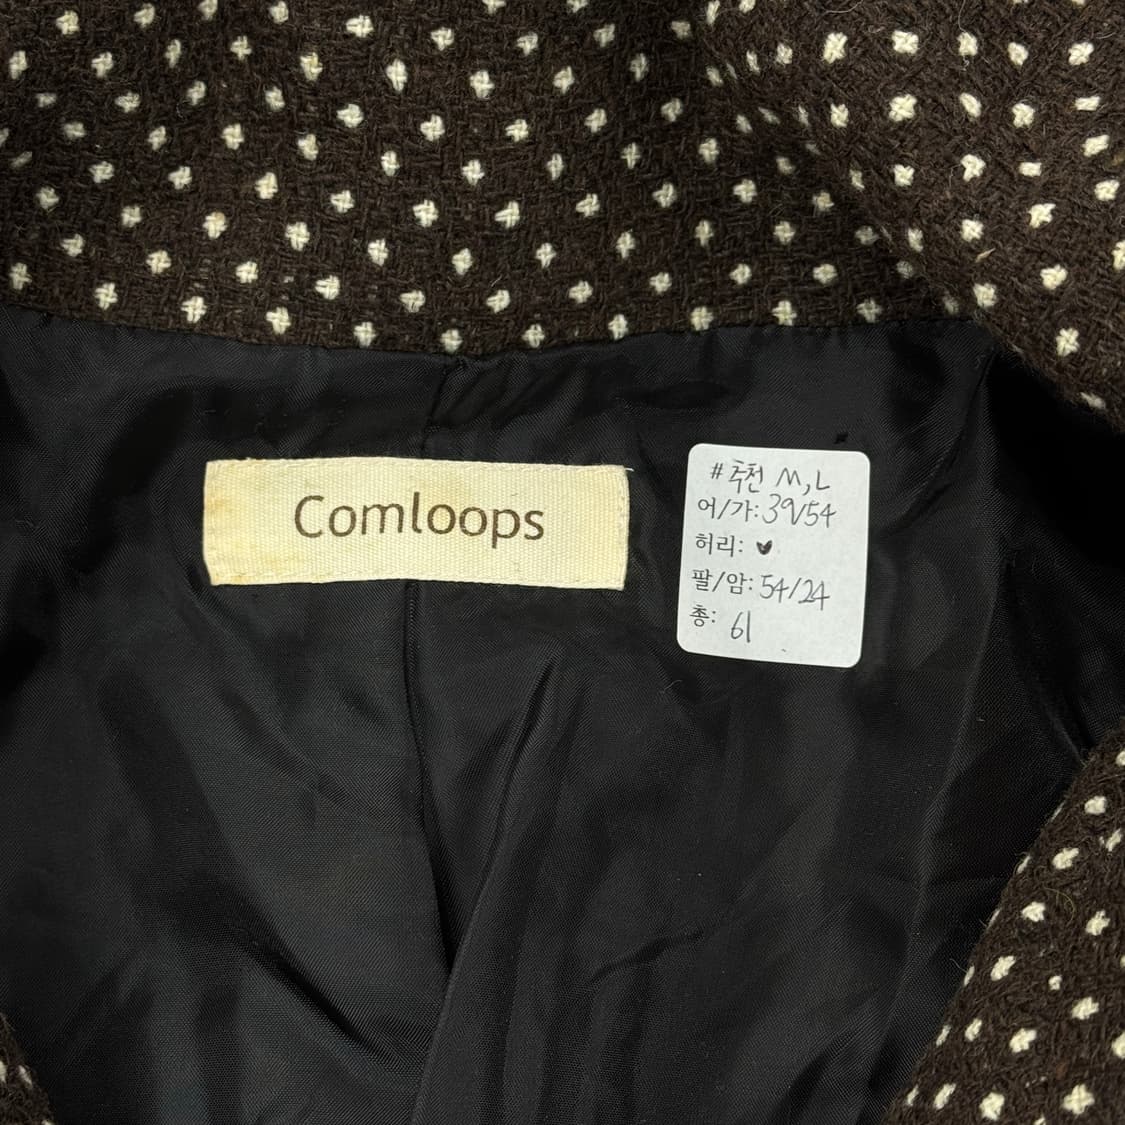 Comloops
#추천 M,L
어/가: 39/54
허리: ♥
팔/암: 54/24
총: 61